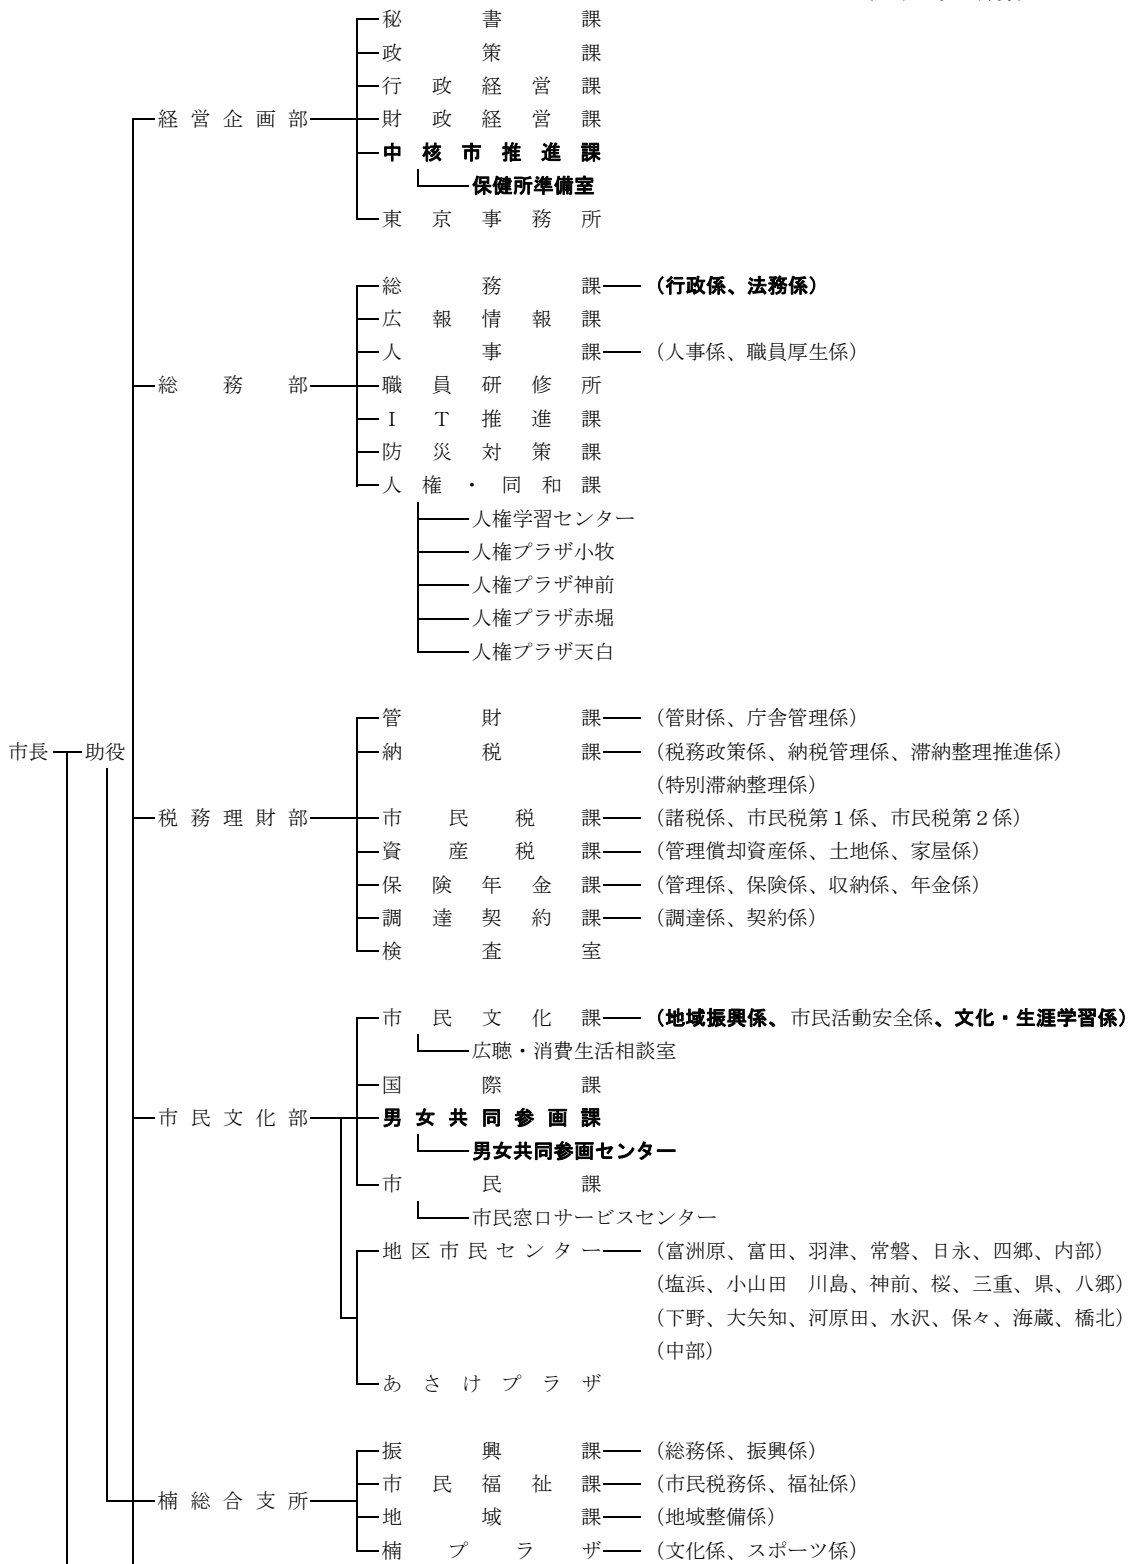 秘書課
政策課
行政経営課
経営企画部 財政経営課
中核市推進課
保健所準備室
東京事務所
総務課 (行政係、法務係)
広報情報課
人事課 (人事係、職員厚生係)
総務部 職員研修所
IT推進課
防災対策課
人権・同和課
人権学習センター
人権プラザ小牧
人権プラザ神前
人権プラザ赤堀
人権プラザ天白
管財課 (管財係、庁舎管理係)
市長 助役 納税課 (税務政策係、納税管理係、滞納整理推進係)
(特別滞納整理係)
税務理財部 市民税課 (諸税係、市民税第1係、市民税第2係)
資産税課 (管理償却資産係、土地係、家屋係)
保険年金課 (管理係、保険係、収納係、年金係)
調達契約課 (調達係、契約係)
検査室
市民文化課 (地域振興係、市民活動安全係、文化・生涯学習係)
広聴・消費生活相談室
国際課
市民文化部 男女共同参画課
男女共同参画センター
市民課
市民窓口サービスセンター
地区市民センター (富洲原、富田、羽津、常磐、日永、四郷、内部)
(塩浜、小山田 川島、神前、桜、三重、県、八郷)
(下野、大矢知、河原田、水沢、保々、海蔵、橋北)
(中部)
あさけプラザ
振興課 (総務係、振興係)
市民福祉課 (市民税務係、福祉係)
楠総合支所 地域課 (地域整備係)
楠プラザ (文化係、スポーツ係)